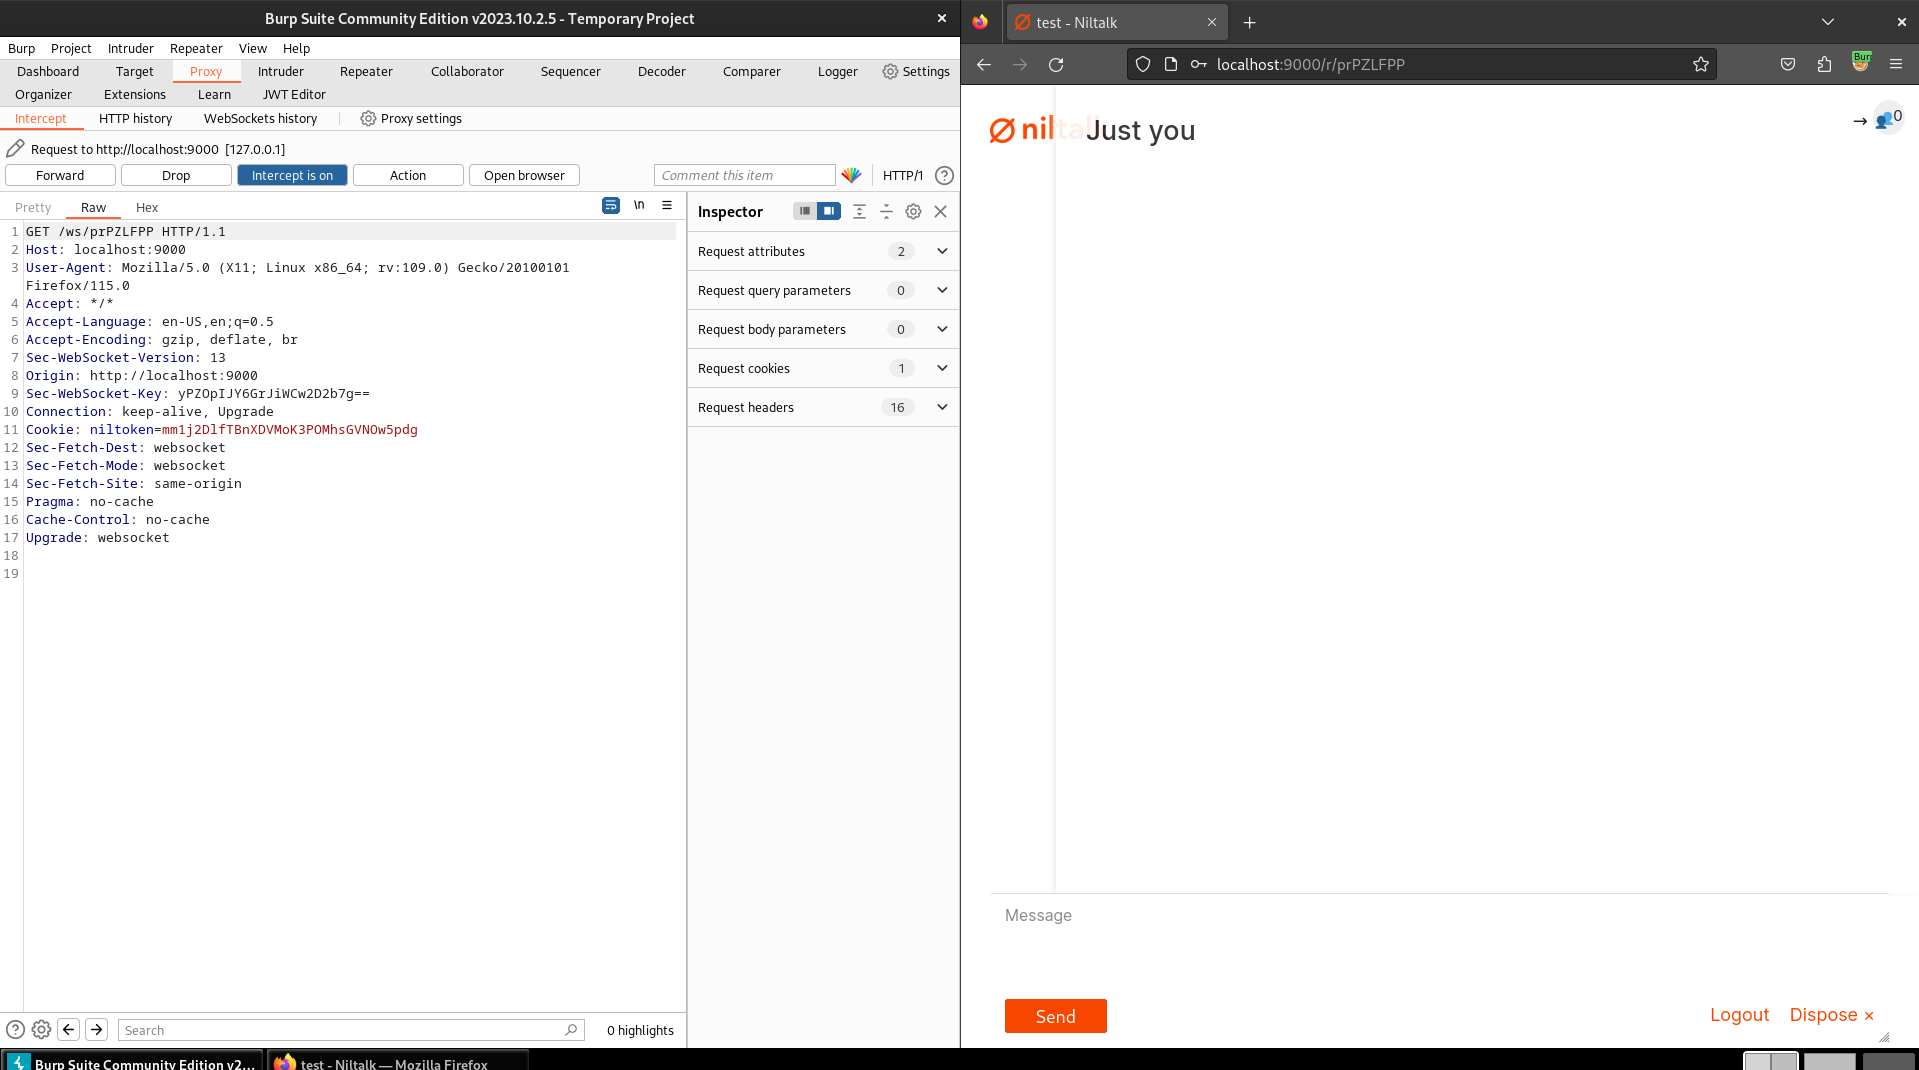 Burp Suite Community Edition v2023.10.2.5 - Temporary Project
Burp Project Intruder Repeater View Help
Dashboard Target Proxy Intruder Repeater Collaborator Sequencer Decoder Comparer Logger Settings
Organizer Extensions Learn JWT Editor
Intercept HTTP history WebSockets history Proxy settings
Request to http://localhost:9000 [127.0.0.1]
Forward Drop Intercept is on Action Open browser Comment this item HTTP/1 ?
Pretty Raw Hex \n
1 GET /ws/prPZLFPP HTTP/1.1
2 Host: localhost:9000
3 User-Agent: Mozilla/5.0 (X11; Linux x86_64; rv:109.0) Gecko/20100101
Firefox/115.0
4 Accept: */*
5 Accept-Language: en-US,en;q=0.5
6 Accept-Encoding: gzip, deflate, br
7 Sec-WebSocket-Version: 13
8 Origin: http://localhost:9000
9 Sec-WebSocket-Key: yPZOpIJY6GrJiWCw2D2b7g==
10 Connection: keep-alive, Upgrade
11 Cookie: niltoken=mm1j2DlfTBnXDVMoK3POMhsGVNOw5pdg
12 Sec-Fetch-Dest: websocket
13 Sec-Fetch-Mode: websocket
14 Sec-Fetch-Site: same-origin
15 Pragma: no-cache
16 Cache-Control: no-cache
17 Upgrade: websocket
18
19
Inspector
Request attributes 2
Request query parameters 0
Request body parameters 0
Request cookies 1
Request headers 16
? Search 0 highlights
test - Niltalk
localhost:9000/r/prPZLFPP
Bur
niltalk
Just you
→ 0
Message
Send
Logout Dispose ×
Burp Suite Community Edition v2... test - Niltalk — Mozilla Firefox